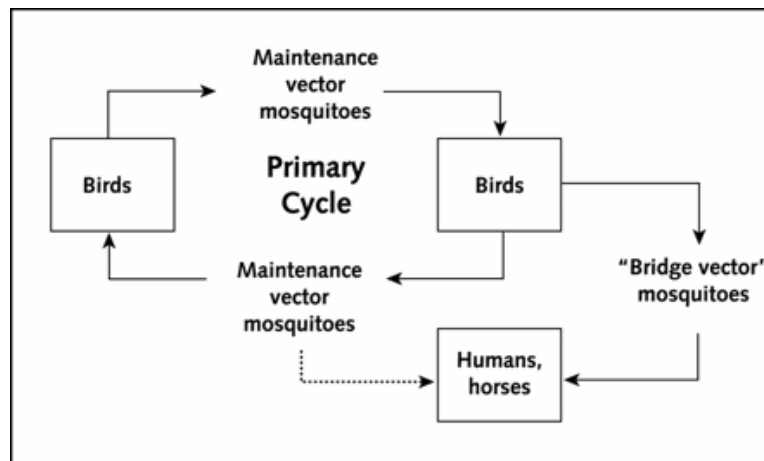 Maintenance
vector
mosquitoes
Birds
Primary
Cycle
Birds
Maintenance
vector
mosquitoes
“Bridge vector”
mosquitoes
Humans,
horses